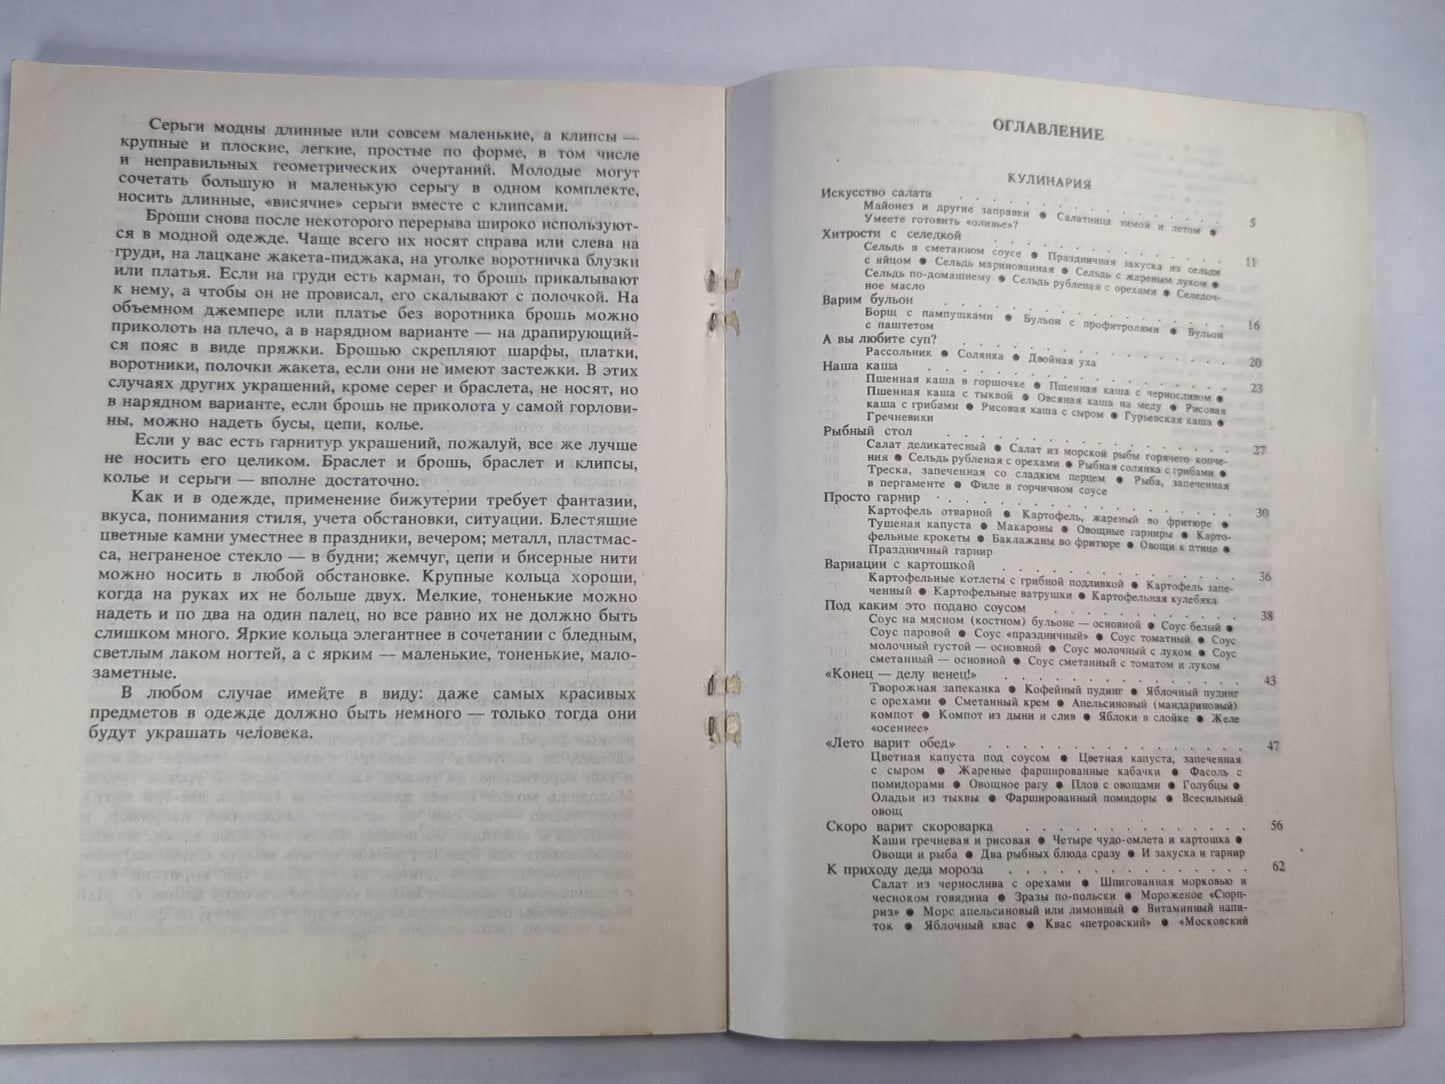 Серьги модны длинные или совсем маленькие, а клипсы —
крупные и плоские, легкие, простые по форме, в том числе
и неправильных геометрических очертаний. Молодые могут
сочетать большую и маленькую серьгу в одном комплекте,
носить длинные, «висячие» серьги вместе с клипсами.
Броши снова после некоторого перерыва широко используют-
ся в модной одежде. Чаще всего их носят справа или слева на
груди, на лацкане жакета-пиджака, на уголке воротничка блузки
или платья. Если на груди есть карман, то брошь прикалывают
к нему, а чтобы он не провисал, его скалывают с полочкой. На
объемном джемпере или платье без воротника брошь можно
приколоть на плечо, а в нарядном варианте — на драпирующий-
ся пояс в виде пряжки. Брошью скрепляют шарфы, платки,
воротники, полочки жакета, если они не имеют застежки. В этих
случаях других украшений, кроме серег и браслета, не носят, но
в нарядном варианте, если брошь не приколота у самой горлови-
ны, можно надеть бусы, цепи, колье.
Если у вас есть гарнитур украшений, пожалуй, все же лучше
не носить его целиком. Браслет и брошь, браслет и клипсы,
колье и серьги — вполне достаточно.
Как и в одежде, применение бижутерии требует фантазии,
вкуса, понимания стиля, учета обстановки, ситуации. Блестящие
цветные камни уместнее в праздники, вечером; металл, пластмас-
са, неграненое стекло — в будни; жемчуг, цепи и бисерные нити
можно носить в любой обстановке. Крупные кольца хороши,
когда на руках их не больше двух. Мелкие, тоненькие можно
надеть и по два на один палец, но все равно их не должно быть
слишком много. Яркие кольца элегантнее в сочетании с бледным,
светлым лаком ногтей, а с ярким — маленькие, тоненькие, мало-
заметные.
В любом случае имейте в виду: даже самых красивых
предметов в одежде должно быть немного — только тогда они
будут украшать человека.
ОГЛАВЛЕНИЕ
КУЛИНАРИЯ
Искусство салата . . . . . . . . . . . . . 5
Майонез и другие заправки ● Салатница зимой и летом ●
Умеете готовить «оливье»?
Хитрости с селедкой . . . . . . . . . . . . 11
Сельдь в сметанном соусе ● Праздничная закуска из сельди
с яйцом ● Сельдь маринованная ● Сельдь с жареным луком ●
Сельдь по-домашнему ● Сельдь рубленая с орехами ● Селедоч-
ное масло
Варим бульон . . . . . . . . . . . . . . 16
Борщ с пампушками ● Бульон с профитролями ● Бульон
с паштетом
А вы любите суп? . . . . . . . . . . . . . 20
Рассольник ● Солянка ● Двойная уха
Наша каша . . . . . . . . . . . . . . . 23
Пшенная каша в горшочке ● Пшенная каша с черносливом ●
Пшенная каша с тыквой ● Овсяная каша на меду ● Рисовая
каша с грибами ● Рисовая каша с сыром ● Гурьевская каша ●
Гречневики
Рыбный стол . . . . . . . . . . . . . . 27
Салат деликатесный ● Салат из морской рыбы горячего копче-
ния ● Сельдь рубленая с орехами ● Рыбная солянка с грибами ●
Треска, запеченная со сладким перцем ● Рыба, запеченная
в пергаменте ● Филе в горчичном соусе
Просто гарнир . . . . . . . . . . . . . . 30
Картофель отварной ● Картофель, жареный во фритюре ●
Тушеная капуста ● Макароны ● Овощные гарниры ● Карто-
фельные крокеты ● Баклажаны во фритюре ● Овощи к птице ●
Праздничный гарнир
Вариации с картошкой . . . . . . . . . . . 36
Картофельные котлеты с грибной подливкой ● Картофель запе-
ченный ● Картофельные ватрушки ● Картофельная кулебяка
Под каким это подано соусом . . . . . . . . . 38
Соус на мясном (костном) бульоне — основной ● Соус белый ●
Соус паровой ● Соус «праздничный» ● Соус томатный ● Соус
молочный густой — основной ● Соус молочный с луком ● Соус
сметанный — основной ● Соус сметанный с томатом и луком
«Конец — делу венец!» . . . . . . . . . . . 43
Творожная запеканка ● Кофейный пудинг ● Яблочный пудинг
с орехами ● Сметанный крем ● Апельсиновый (мандариновый)
компот ● Компот из дыни и слив ● Яблоки в слойке ● Желе
«осеннее»
«Лето варит обед» . . . . . . . . . . . . . 47
Цветная капуста под соусом ● Цветная капуста, запеченная
с сыром ● Жареные фаршированные кабачки ● Фасоль с
помидорами ● Овощное рагу ● Плов с овощами ● Голубцы ●
Оладьи из тыквы ● Фаршированные помидоры ● Всесильный
овощ
Скоро варит скороварка . . . . . . . . . . . 56
Каши гречневая и рисовая ● Четыре чудо-омлета и картошка ●
Овощи и рыба ● Два рыбных блюда сразу ● И закуска и гарнир
К приходу деда мороза . . . . . . . . . . . 62
Салат из чернослива с орехами ● Шпигованная морковью и
чесноком говядина ● Зразы по-польски ● Мороженое «Сюрп-
риз» ● Морс апельсиновый или лимонный ● Витаминный напи-
ток ● Яблочный квас ● Квас «петровский» ● «Московский